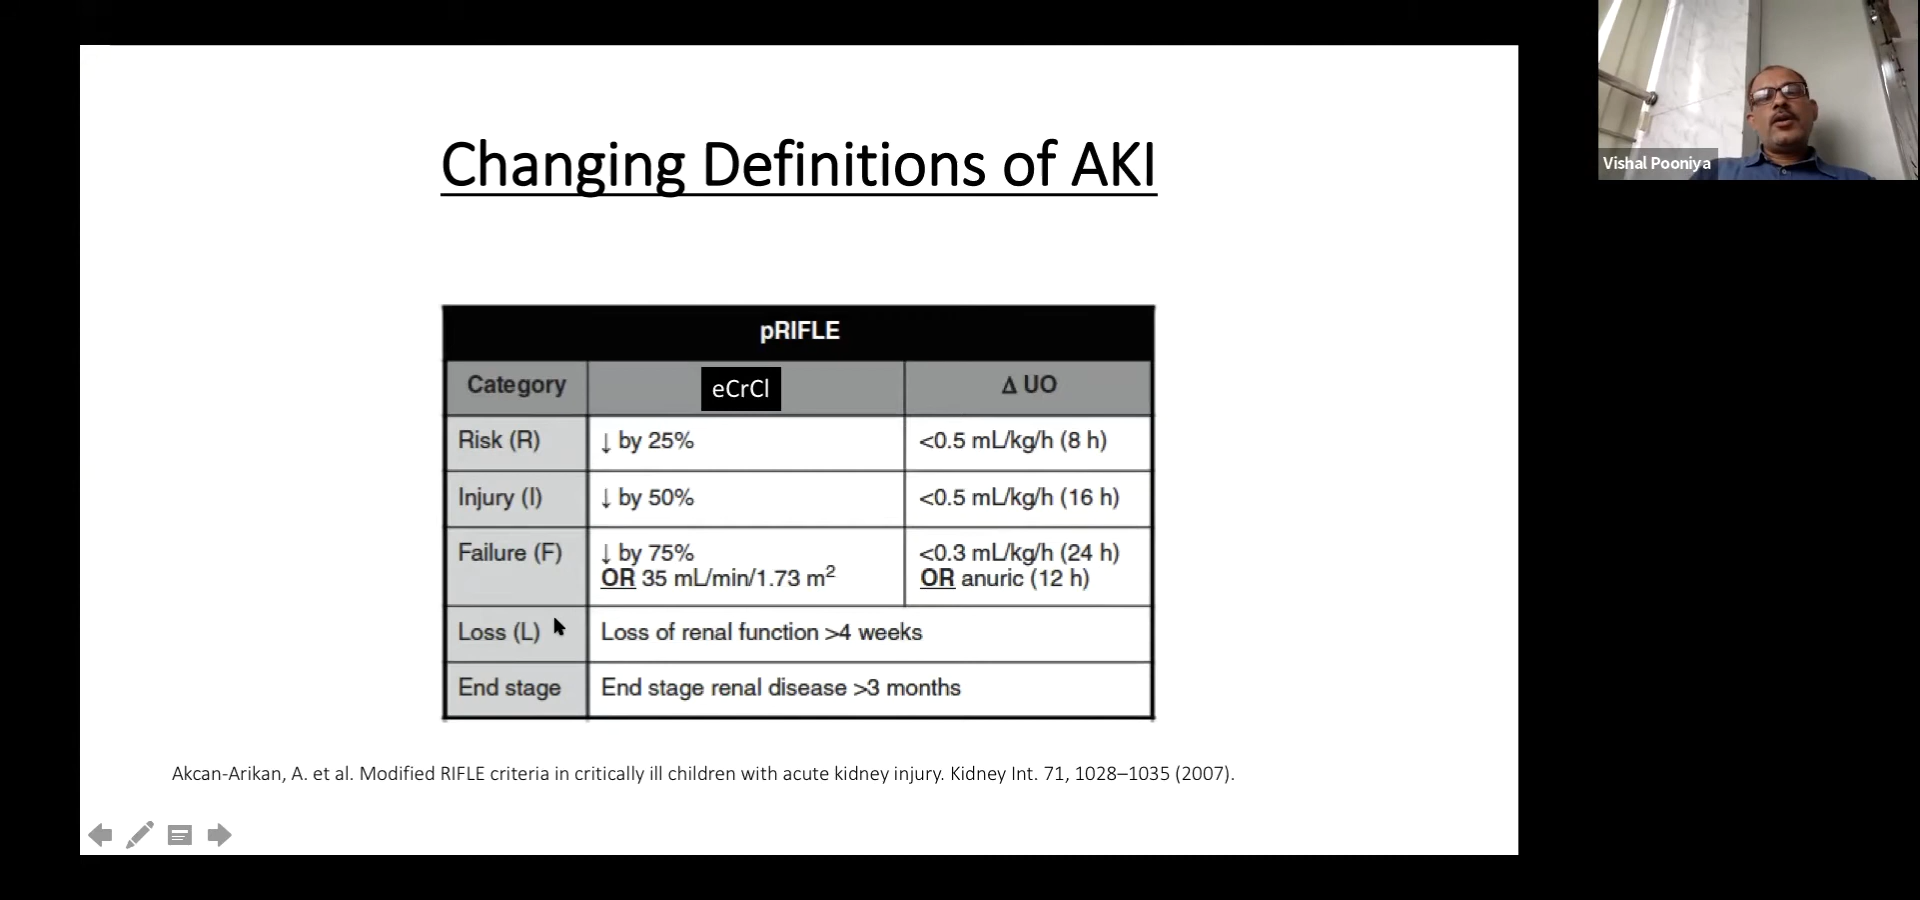 Changing Definitions of AKI
Vishal Pooniya
pRIFLE
Category eCrCl Δ UO
Risk (R) ↓ by 25% <0.5 mL/kg/h (8 h)
Injury (I) ↓ by 50% <0.5 mL/kg/h (16 h)
Failure (F) ↓ by 75% <0.3 mL/kg/h (24 h)
OR 35 mL/min/1.73 m² OR anuric (12 h)
Loss (L) Loss of renal function >4 weeks
End stage End stage renal disease >3 months
Akcan-Arikan, A. et al. Modified RIFLE criteria in critically ill children with acute kidney injury. Kidney Int. 71, 1028–1035 (2007).